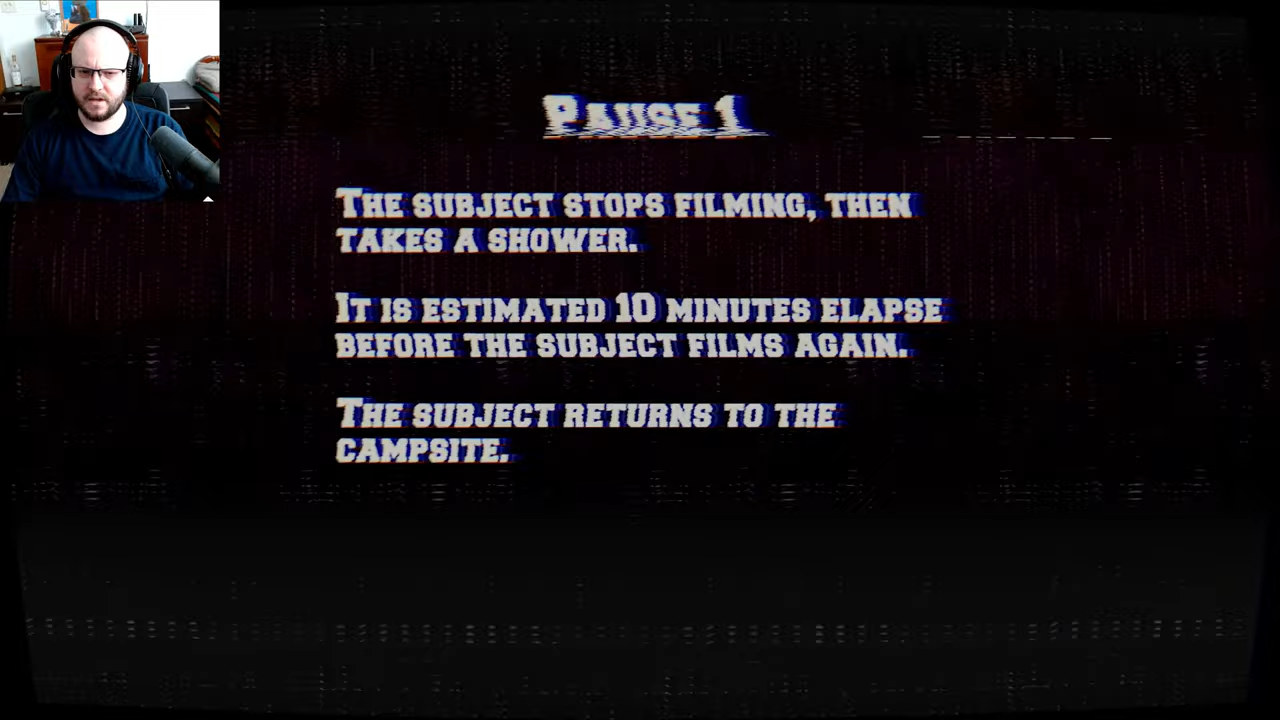 PAUSE 1
THE SUBJECT STOPS FILMING, THEN
TAKES A SHOWER.
IT IS ESTIMATED 10 MINUTES ELAPSE
BEFORE THE SUBJECT FILMS AGAIN.
THE SUBJECT RETURNS TO THE
CAMPSITE.